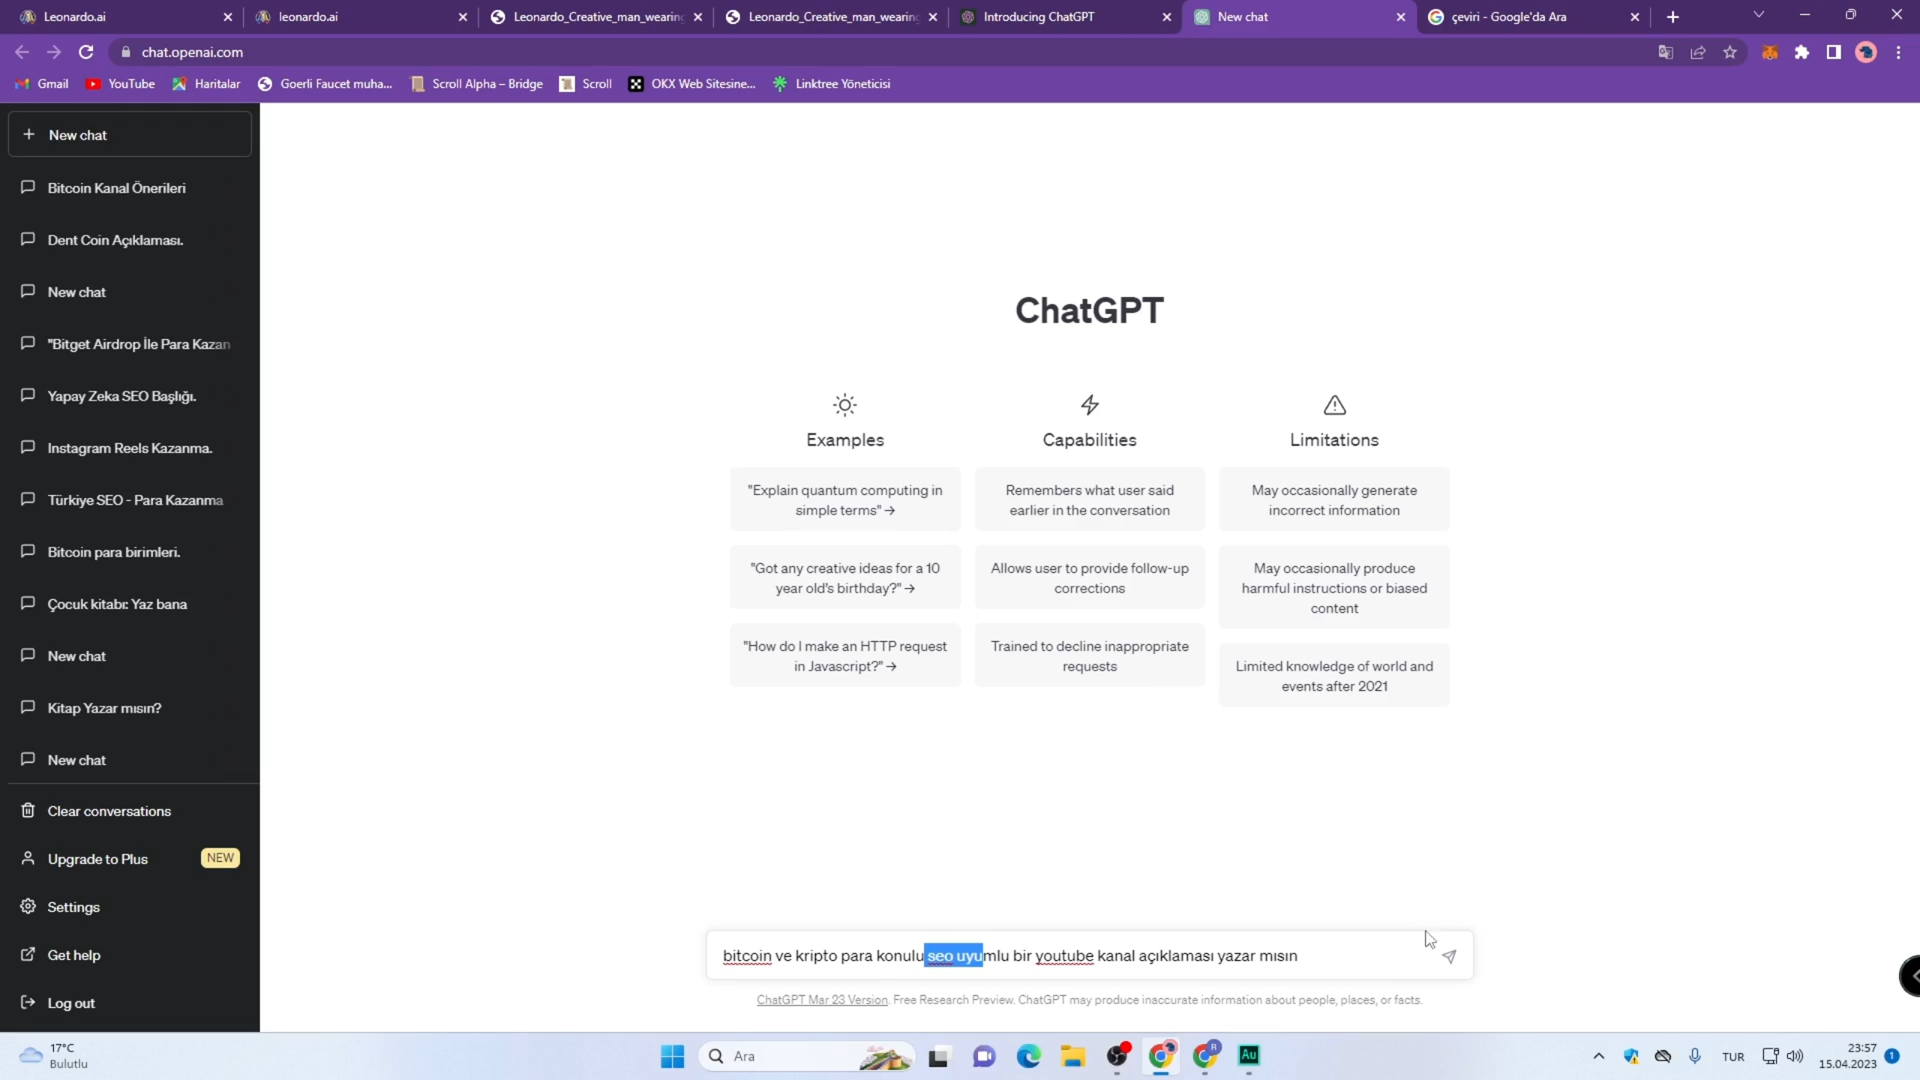 Leonardo.ai
leonardo.ai
Leonardo_Creative_man_wearing
Leonardo_Creative_man_wearing
Introducing ChatGPT
New chat
çeviri - Google'da Ara
chat.openai.com
Gmail
YouTube
Haritalar
Goerli Faucet muha...
Scroll Alpha – Bridge
Scroll
OKX Web Sitesine...
Linktree Yöneticisi
+ New chat
Bitcoin Kanal Önerileri
Dent Coin Açıklaması.
New chat
"Bitget Airdrop İle Para Kazan
Yapay Zeka SEO Başlığı.
Instagram Reels Kazanma.
Türkiye SEO - Para Kazanma
Bitcoin para birimleri.
Çocuk kitabı: Yaz bana
New chat
Kitap Yazar mısın?
New chat
Clear conversations
Upgrade to Plus NEW
Settings
Get help
Log out
ChatGPT
Examples
"Explain quantum computing in
simple terms" →
"Got any creative ideas for a 10
year old's birthday?" →
"How do I make an HTTP request
in Javascript?" →
Capabilities
Remembers what user said
earlier in the conversation
Allows user to provide follow-up
corrections
Trained to decline inappropriate
requests
Limitations
May occasionally generate
incorrect information
May occasionally produce
harmful instructions or biased
content
Limited knowledge of world and
events after 2021
bitcoin ve kripto para konulu seo uyumlu bir youtube kanal açıklaması yazar mısın
ChatGPT Mar 23 Version. Free Research Preview. ChatGPT may produce inaccurate information about people, places, or facts.
17°C
Bulutlu
Ara
R
Au
TUR
23:57
15.04.2023
1